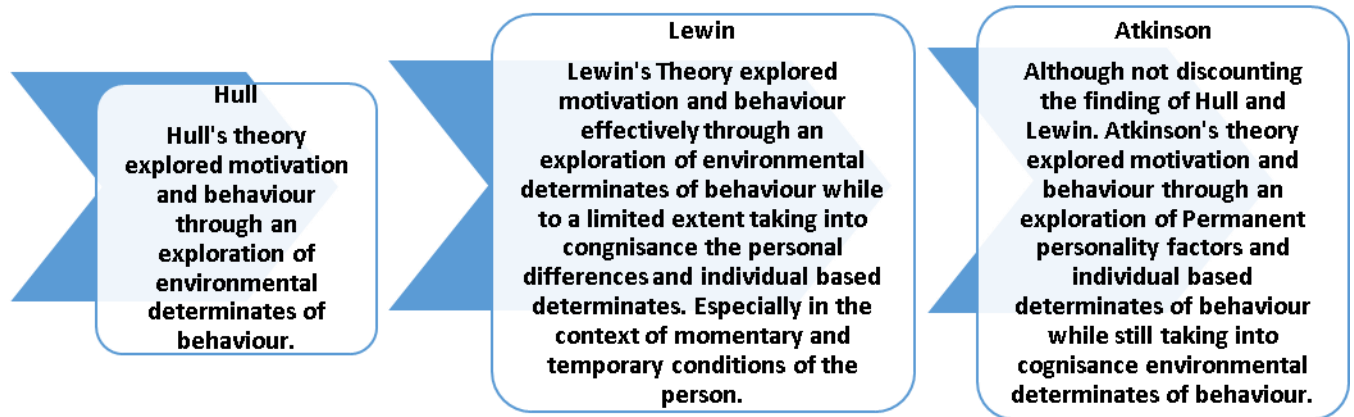 Hull
Hull's theory
explored motivation
and behaviour
through an
exploration of
environmental
determinates of
behaviour.
Lewin
Lewin's Theory explored
motivation and behaviour
effectively through an
exploration of environmental
determinates of behaviour while
to a limited extent taking into
congnisance the personal
differences and individual based
determinates. Especially in the
context of momentary and
temporary conditions of the
person.
Atkinson
Although not discounting
the finding of Hull and
Lewin. Atkinson's theory
explored motivation and
behaviour through an
exploration of Permanent
personality factors and
individual based
determinates of behaviour
while still taking into
cognisance environmental
determinates of behaviour.